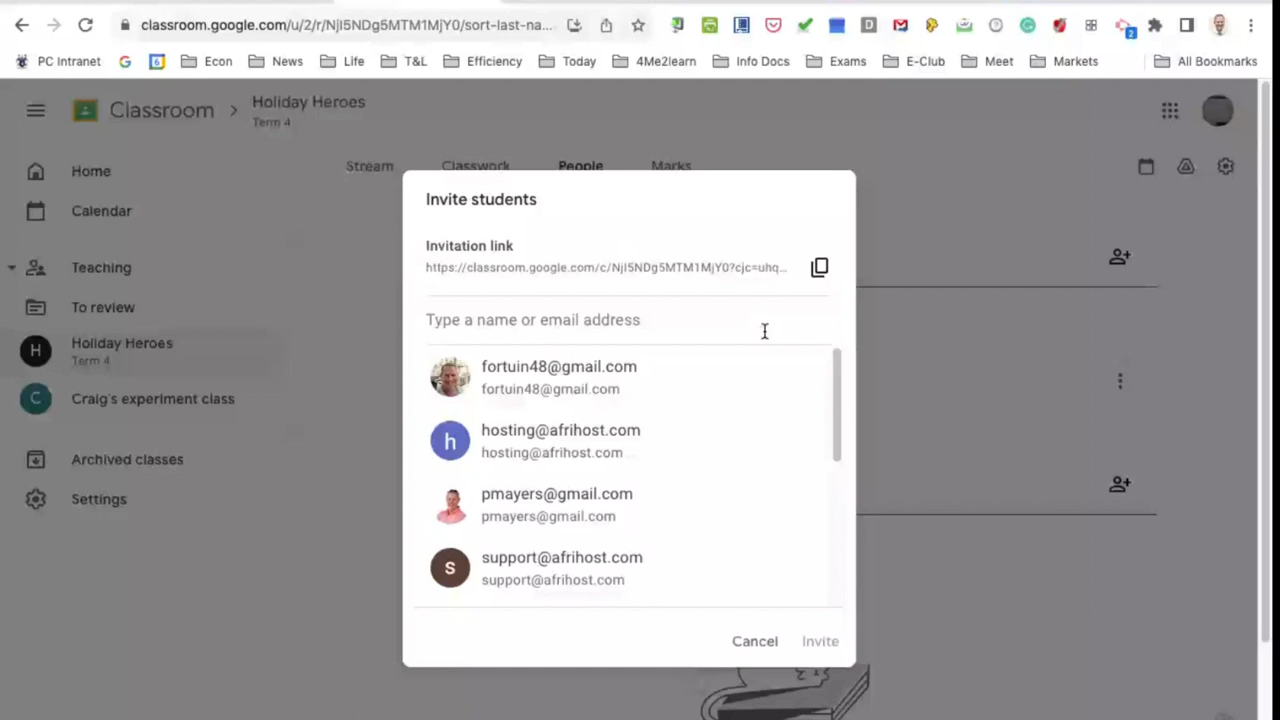 classroom.google.com/u/2/r/NjI5NDg5MTM1MjY0/sort-last-na...
2
PC Intranet
G
6
Econ
News
Life
T&L
Efficiency
Today
4Me2learn
Info Docs
Exams
E-Club
Meet
Markets
All Bookmarks
Classroom
Holiday Heroes
Term 4
Home
Calendar
Teaching
To review
H
Holiday Heroes
Term 4
C
Craig's experiment class
Archived classes
Settings
Stream
Classwork
People
Marks
Invite students
Invitation link
https://classroom.google.com/c/NjI5NDg5MTM1MjY0?cjc=uhq...
Type a name or email address
fortuin48@gmail.com
fortuin48@gmail.com
h
hosting@afrihost.com
hosting@afrihost.com
pmayers@gmail.com
pmayers@gmail.com
s
support@afrihost.com
support@afrihost.com
Cancel
Invite